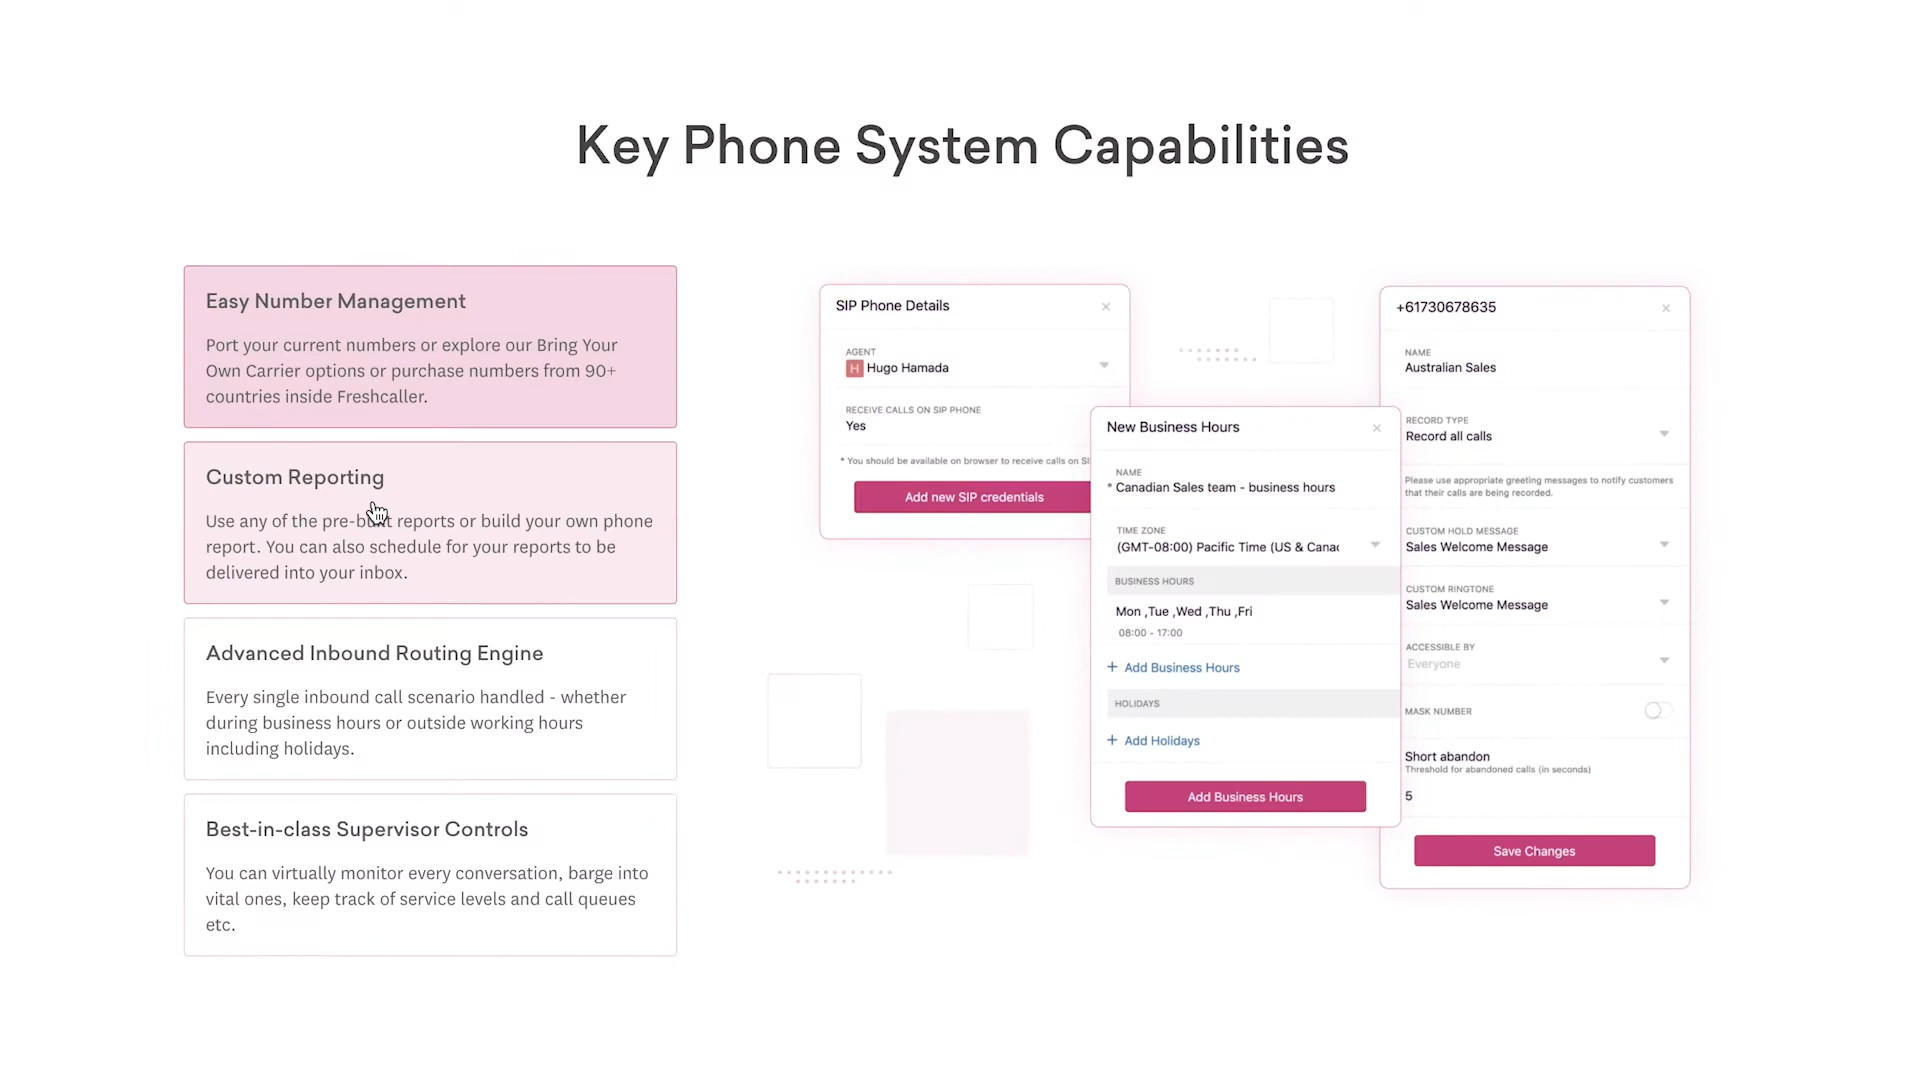 Key Phone System Capabilities
Easy Number Management
Port your current numbers or explore our Bring Your
Own Carrier options or purchase numbers from 90+
countries inside Freshcaller.
Custom Reporting
Use any of the pre-built reports or build your own phone
report. You can also schedule for your reports to be
delivered into your inbox.
Advanced Inbound Routing Engine
Every single inbound call scenario handled - whether
during business hours or outside working hours
including holidays.
Best-in-class Supervisor Controls
You can virtually monitor every conversation, barge into
vital ones, keep track of service levels and call queues
etc.
SIP Phone Details
AGENT
H Hugo Hamada
RECEIVE CALLS ON SIP PHONE
Yes
* You should be available on browser to receive calls on
Add new SIP credentials
New Business Hours
NAME
* Canadian Sales team - business hours
TIME ZONE
(GMT-08:00) Pacific Time (US &
BUSINESS HOURS
Mon ,Tue ,Wed ,Thu ,Fri
08:00 - 17:00
+ Add Business Hours
HOLIDAYS
+ Add Holidays
Add Business Hours
+61730678635
NAME
Australian Sales
RECORD TYPE
Record all calls
Please use appropriate greeting messages to notify customers
that their calls are being recorded.
CUSTOM HOLD MESSAGE
Sales Welcome Message
CUSTOM RINGTONE
Sales Welcome Message
ACCESSIBLE BY
Everyone
MASK NUMBER
Short abandon
Threshold for abandoned calls (in seconds)
5
Save Changes